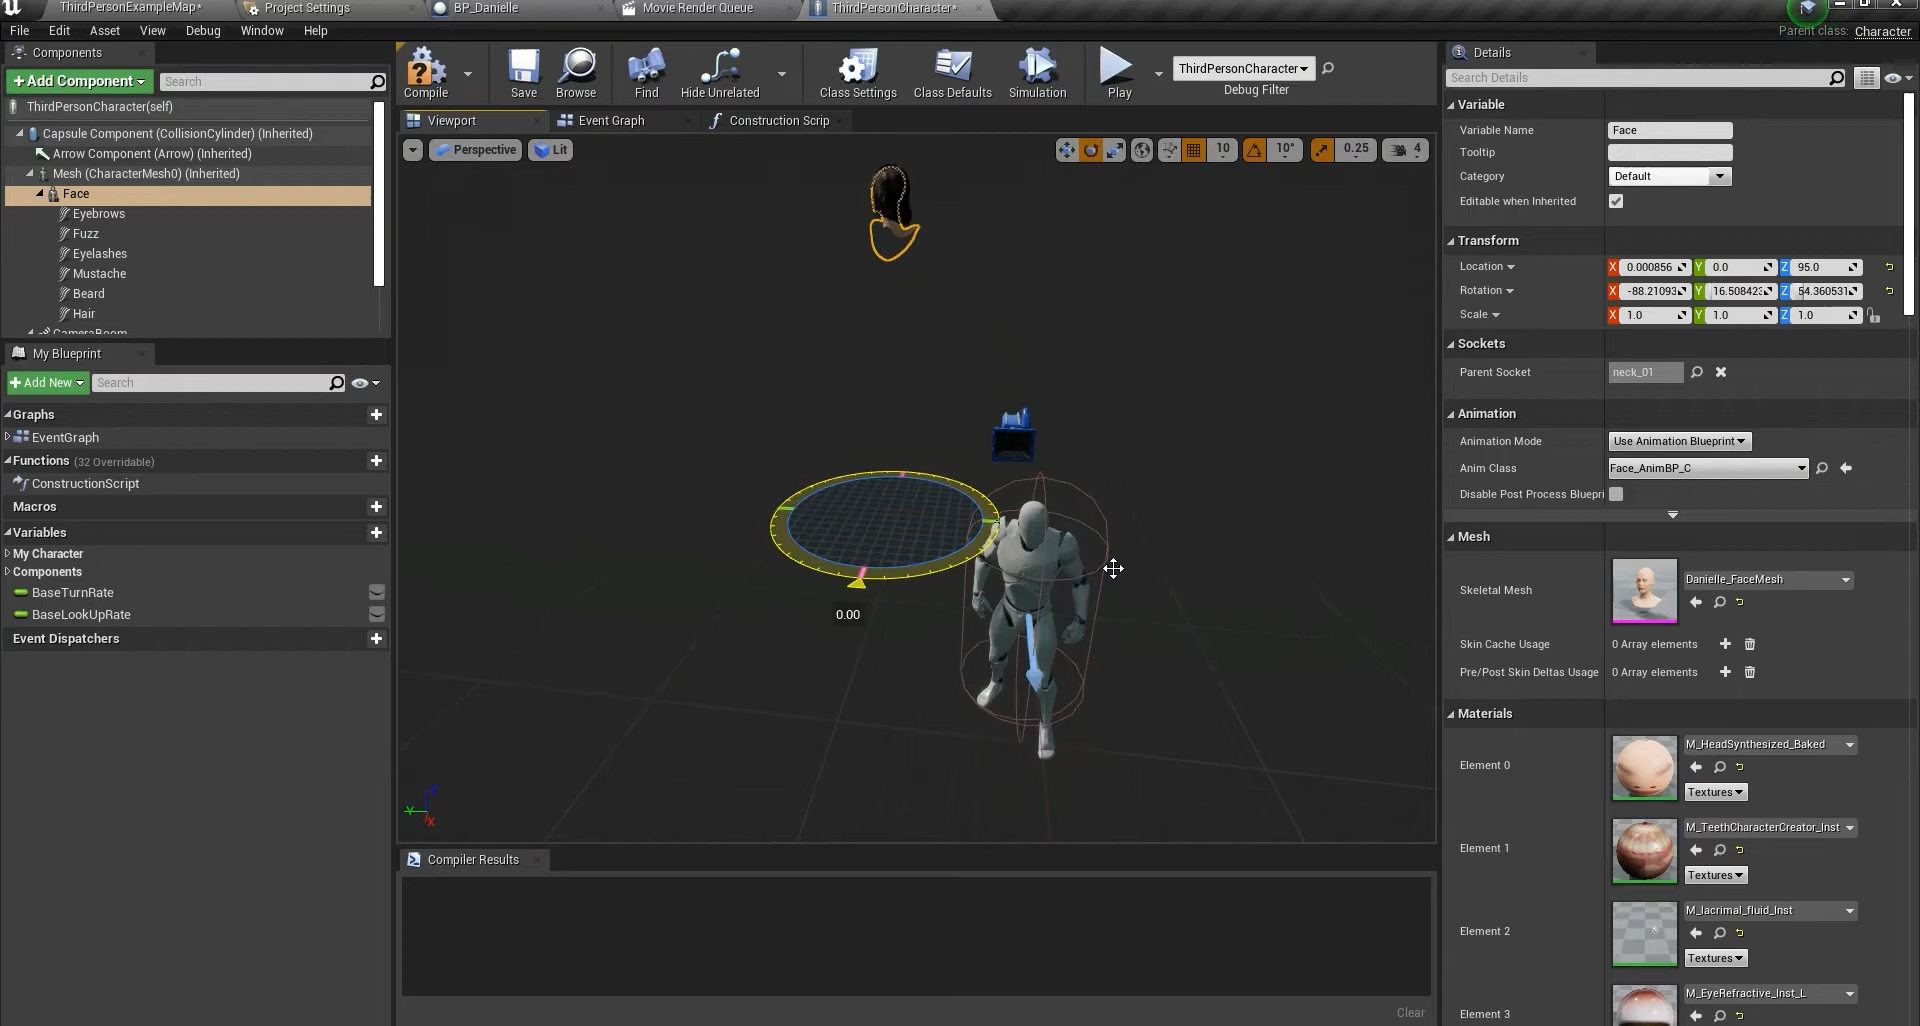 ThirdPersonExampleMap*
Project Settings
BP_Danielle
Movie Render Queue
ThirdPersonCharacter*
File Edit Asset View Debug Window Help
Parent class: Character
Components
+Add Component
Search
ThirdPersonCharacter(self)
Capsule Component (CollisionCylinder) (Inherited)
Arrow Component (Arrow) (Inherited)
Mesh (CharacterMesh0) (Inherited)
Face
Eyebrows
Fuzz
Eyelashes
Mustache
Beard
Hair
CameraBoom
My Blueprint
+Add New
Search
Graphs
EventGraph
Functions (32 Overridable)
ConstructionScript
Macros
Variables
My Character
Components
BaseTurnRate
BaseLookUpRate
Event Dispatchers
Compile
Save
Browse
Find
Hide Unrelated
Class Settings
Class Defaults
Simulation
Play
ThirdPersonCharacter
Debug Filter
Viewport
Event Graph
Construction Scrip
Perspective
Lit
10
10°
0.25
4
0.00
Z
Y
X
Compiler Results
Clear
Details
Search Details
Variable
Variable Name Face
Tooltip
Category Default
Editable when Inherited
Transform
Location X 0.000856 Y 0.0 Z 95.0
Rotation X -88.21093 Y 16.508423 Z 54.360531
Scale X 1.0 Y 1.0 Z 1.0
Sockets
Parent Socket neck_01
Animation
Animation Mode Use Animation Blueprint
Anim Class Face_AnimBP_C
Disable Post Process Bluepri
Mesh
Skeletal Mesh Danielle_FaceMesh
Skin Cache Usage 0 Array elements
Pre/Post Skin Deltas Usage 0 Array elements
Materials
Element 0 M_HeadSynthesized_Baked
Textures
Element 1 M_TeethCharacterCreator_Inst
Textures
Element 2 M_lacrimal_fluid_Inst
Textures
Element 3 M_EyeRefractive_Inst_L